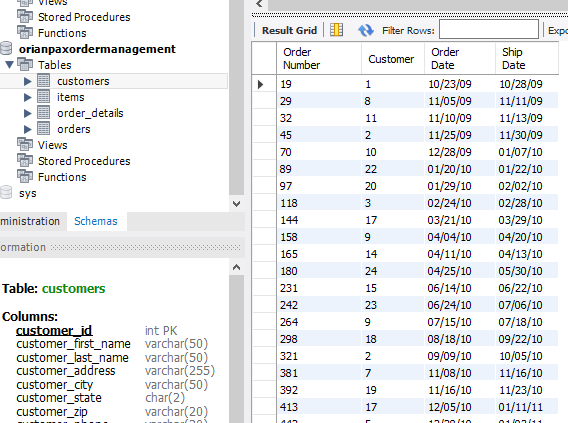 Views
Stored Procedures
Functions
orianpaxordermanagement
Tables
customers
items
order_details
orders
Views
Stored Procedures
Functions
sys
ministration Schemas
formation
Table: customers
Columns:
customer_id int PK
customer_first_name varchar(50)
customer_last_name varchar(50)
customer_address varchar(255)
customer_city varchar(50)
customer_state char(2)
customer_zip varchar(20)
customer_phone varchar(20)
Result Grid Filter Rows: Expo
Order Number Customer Order Date Ship Date
19 1 10/23/09 10/28/09
29 8 11/05/09 11/11/09
32 11 11/10/09 11/13/09
45 2 11/25/09 11/30/09
70 10 12/28/09 01/07/10
89 22 01/20/10 01/22/10
97 20 01/29/10 02/02/10
118 3 02/24/10 02/28/10
144 17 03/21/10 03/29/10
158 9 04/04/10 04/20/10
165 14 04/11/10 04/13/10
180 24 04/25/10 05/30/10
231 15 06/14/10 06/22/10
242 23 06/24/10 07/06/10
264 9 07/15/10 07/18/10
298 18 08/18/10 09/22/10
321 2 09/09/10 10/05/10
381 7 11/08/10 11/16/10
392 19 11/16/10 11/23/10
413 17 12/05/10 01/11/11